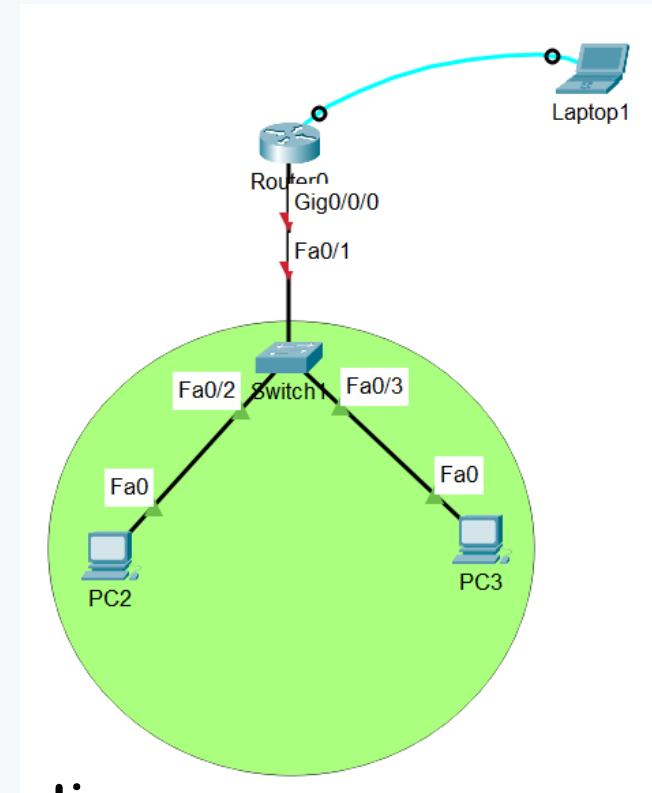 Laptop1
Router0
Gig0/0/0
Fa0/1
Fa0/2
Switch1
Fa0/3
Fa0
Fa0
PC2
PC3